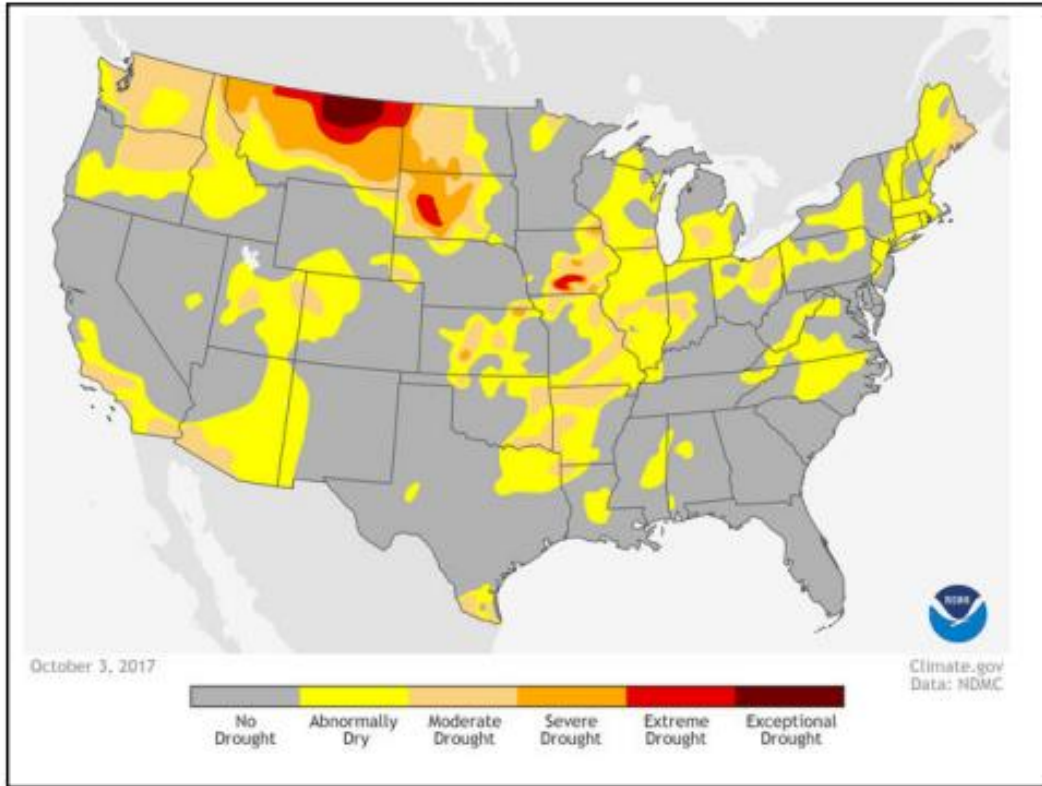 NOAA
October 3, 2017
Climate.gov
Data: NDMC
No Drought
Abnormally Dry
Moderate Drought
Severe Drought
Extreme Drought
Exceptional Drought